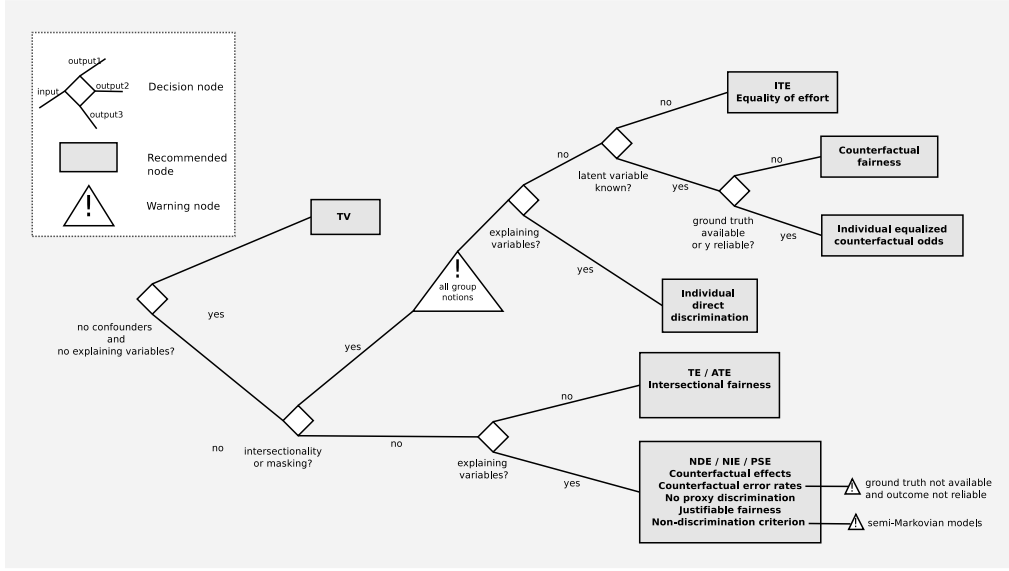 output1
input
output2
output3
Decision node
Recommended
node
!
Warning node
TV
yes
no confounders
and
no explaining variables?
no
intersectionality
or masking?
yes
no
!
all group
notions
explaining
variables?
no
yes
latent variable
known?
no
yes
ITE
Equality of effort
ground truth
available
or y reliable?
no
yes
Counterfactual
fairness
Individual equalized
counterfactual odds
Individual
direct
discrimination
explaining
variables?
no
yes
TE / ATE
Intersectional fairness
NDE / NIE / PSE
Counterfactual effects
Counterfactual error rates
No proxy discrimination
Justifiable fairness
Non-discrimination criterion
!
ground truth not available
and outcome not reliable
!
semi-Markovian models